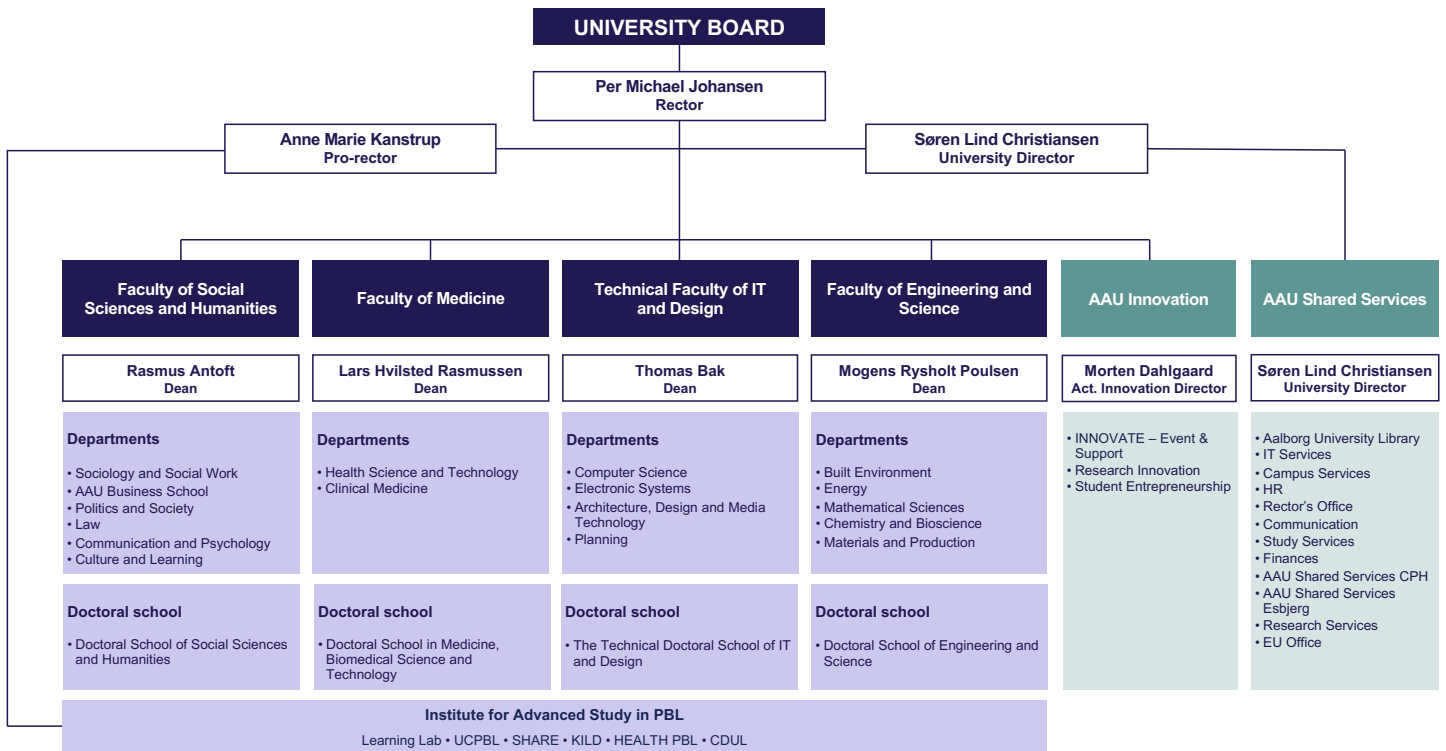 UNIVERSITY BOARD
Per Michael Johansen
Rector
Anne Marie Kanstrup
Pro-rector
Søren Lind Christiansen
University Director
Faculty of Social
Sciences and Humanities
Rasmus Antoft
Dean
Departments
• Sociology and Social Work
• AAU Business School
• Politics and Society
• Law
• Communication and Psychology
• Culture and Learning
Doctoral school
• Doctoral School of Social Sciences
and Humanities
Faculty of Medicine
Lars Hvilsted Rasmussen
Dean
Departments
• Health Science and Technology
• Clinical Medicine
Doctoral school
• Doctoral School in Medicine,
Biomedical Science and
Technology
Technical Faculty of IT
and Design
Thomas Bak
Dean
Departments
• Computer Science
• Electronic Systems
• Architecture, Design and Media
Technology
• Planning
Doctoral school
• The Technical Doctoral School of IT
and Design
Faculty of Engineering and
Science
Mogens Rysholt Poulsen
Dean
Departments
• Built Environment
• Energy
• Mathematical Sciences
• Chemistry and Bioscience
• Materials and Production
Doctoral school
• Doctoral School of Engineering and
Science
AAU Innovation
Morten Dahlgaard
Act. Innovation Director
• INNOVATE – Event &
Support
• Research Innovation
• Student Entrepreneurship
AAU Shared Services
Søren Lind Christiansen
University Director
• Aalborg University Library
• IT Services
• Campus Services
• HR
• Rector's Office
• Communication
• Study Services
• Finances
• AAU Shared Services CPH
• AAU Shared Services
Esbjerg
• Research Services
• EU Office
Institute for Advanced Study in PBL
Learning Lab • UCPBL • SHARE • KILD • HEALTH PBL • CDUL